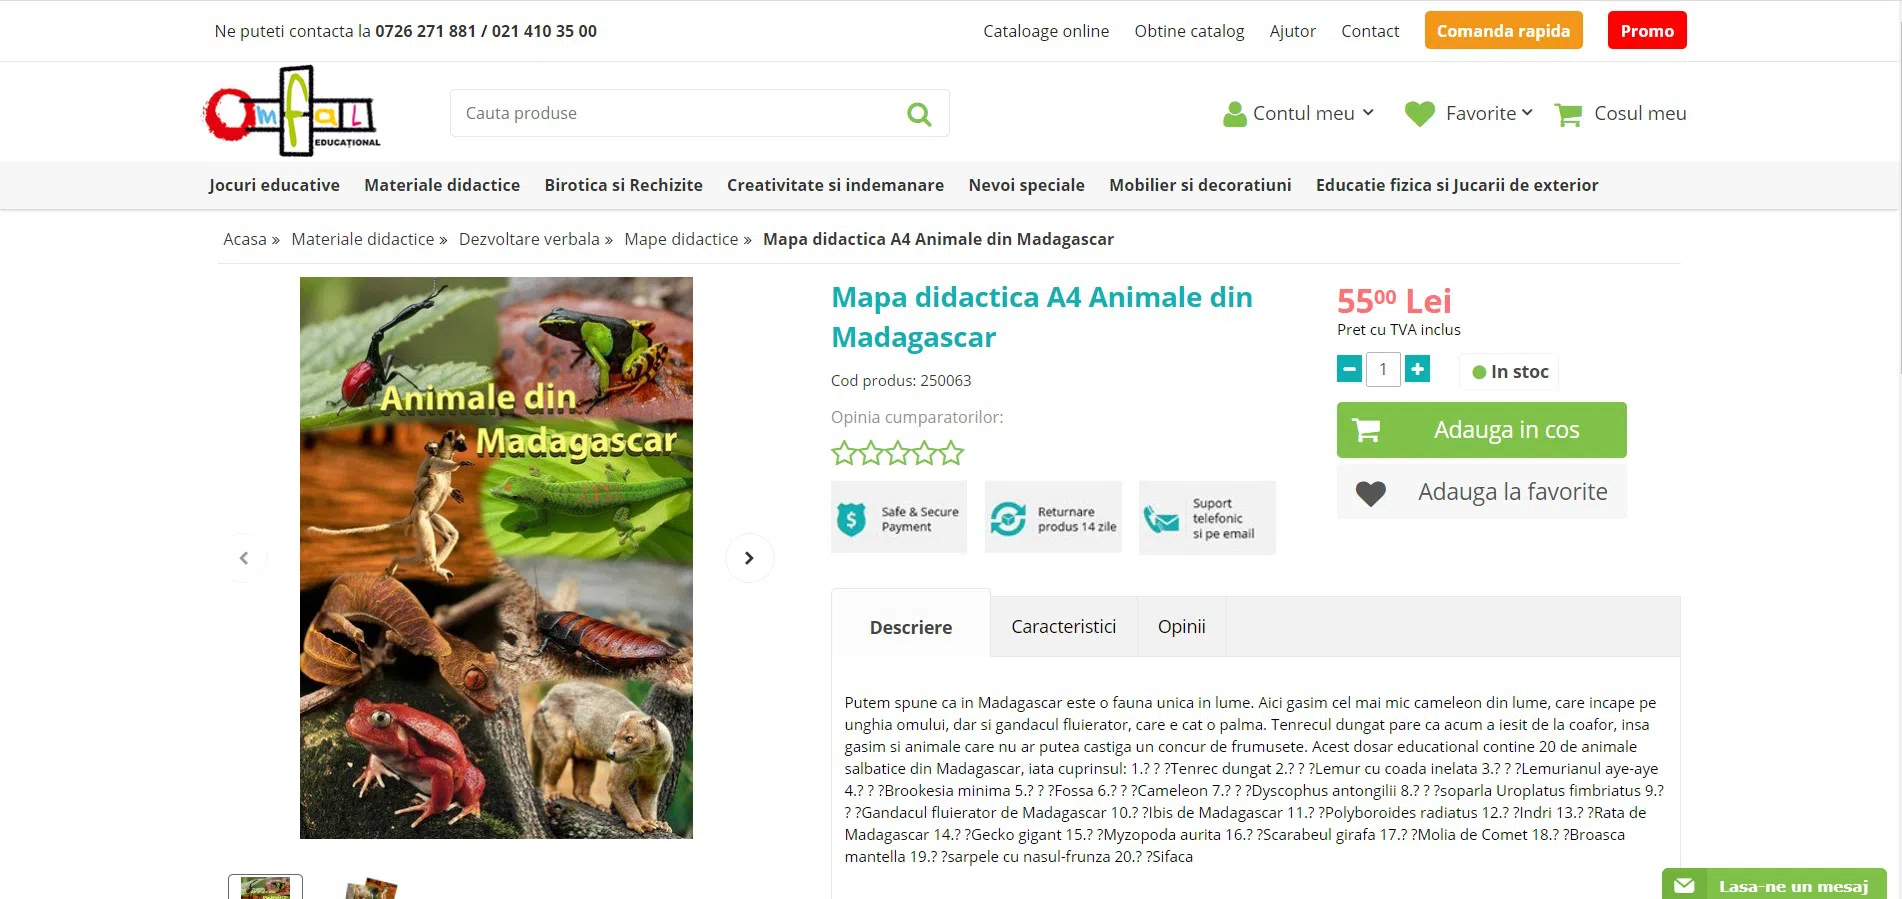 Ne puteti contacta la 0726 271 881 / 021 410 35 00
Cataloage online
Obtine catalog
Ajutor
Contact
Comanda rapida
Promo
Omfal
EDUCAȚIONAL
Cauta produse
Contul meu
Favorite
Cosul meu
Jocuri educative
Materiale didactice
Birotica si Rechizite
Creativitate si indemanare
Nevoi speciale
Mobilier si decoratiuni
Educatie fizica si Jucarii de exterior
Acasa » Materiale didactice » Dezvoltare verbala » Mape didactice » Mapa didactica A4 Animale din Madagascar
Animale din
Madagascar
Mapa didactica A4 Animale din
Madagascar
Cod produs: 250063
Opinia cumparatorilor:
Safe & Secure
Payment
Returnare
produs 14 zile
Suport
telefonic
si pe email
55⁰⁰ Lei
Pret cu TVA inclus
1
In stoc
Adauga in cos
Adauga la favorite
Descriere
Caracteristici
Opinii
Putem spune ca in Madagascar este o fauna unica in lume. Aici gasim cel mai mic cameleon din lume, care incape pe
unghia omului, dar si gandacul fluierator, care e cat o palma. Tenrecul dungat pare ca acum a iesit de la coafor, insa
gasim si animale care nu ar putea castiga un concur de frumusete. Acest dosar educational contine 20 de animale
salbatice din Madagascar, iata cuprinsul: 1.? ? ?Tenrec dungat 2.? ? ?Lemur cu coada inelata 3.? ? ?Lemurianul aye-aye
4.? ? ?Brookesia minima 5.? ? ?Fossa 6.? ? ?Cameleon 7.? ? ?Dyscophus antongilii 8.? ? ?soparla Uroplatus fimbriatus 9.?
? ?Gandacul fluierator de Madagascar 10.? ?Ibis de Madagascar 11.? ?Polyboroides radiatus 12.? ?Indri 13.? ?Rata de
Madagascar 14.? ?Gecko gigant 15.? ?Myzopoda aurita 16.? ?Scarabeul girafa 17.? ?Molia de Comet 18.? ?Broasca
mantella 19.? ?sarpele cu nasul-frunza 20.? ?Sifaca
Lasa-ne un mesaj